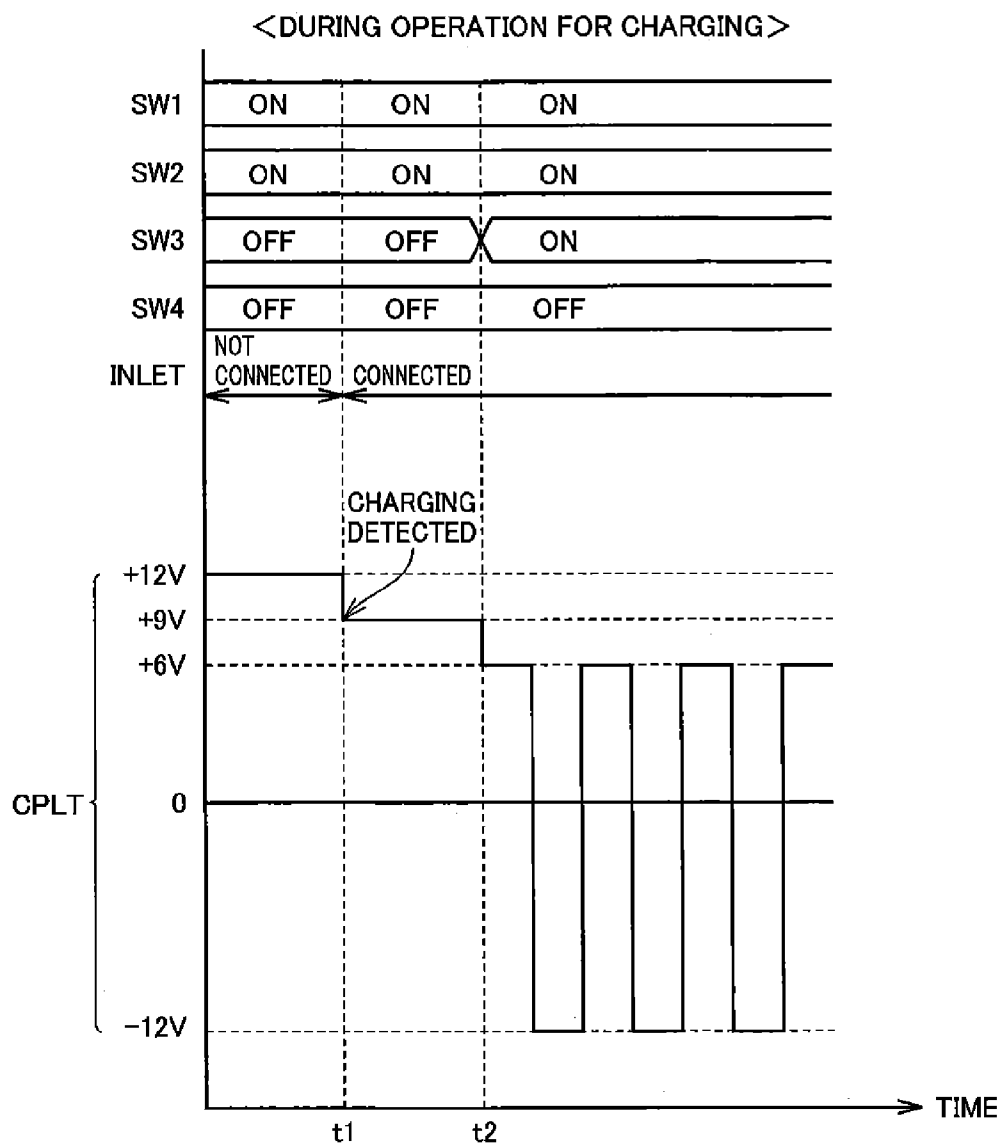 <DURING OPERATION FOR CHARGING>
SW1 ON ON ON
SW2 ON ON ON
SW3 OFF OFF ON
SW4 OFF OFF OFF
INLET NOT CONNECTED CONNECTED
CHARGING
DETECTED
+12V
+9V
+6V
CPLT 0
-12V
TIME
t1 t2